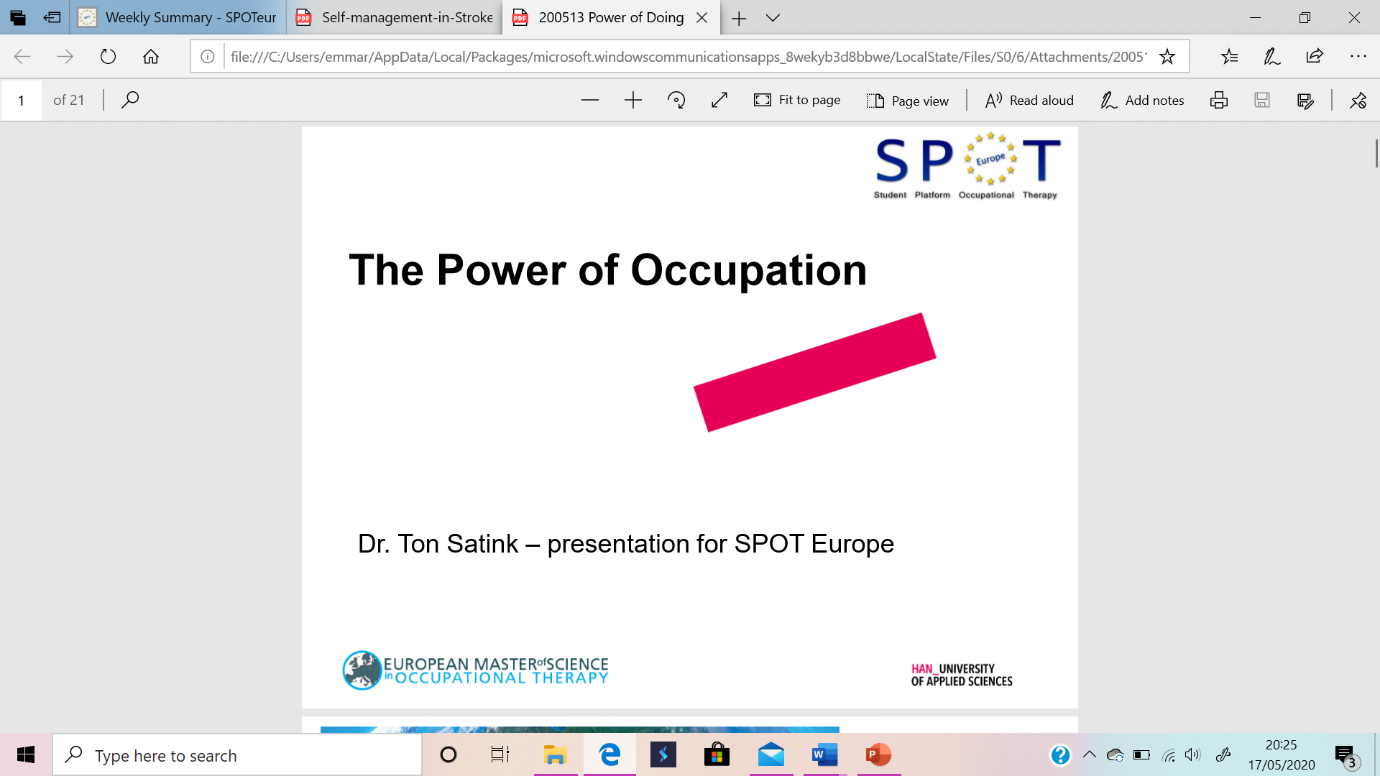 Weekly Summary - SPOTeur
Self-management-in-Stroke
200513 Power of Doing
file:///C:/Users/emmar/AppData/Local/Packages/microsoft.windowscommunicationsapps_8wekyb3d8bbwe/LocalState/Files/S0/6/Attachments/2005
1 of 21
Fit to page
Page view
Read aloud
Add notes
SPOT
Europe
Student Platform Occupational Therapy
The Power of Occupation
Dr. Ton Satink – presentation for SPOT Europe
EUROPEAN MASTER of SCIENCE
in OCCUPATIONAL THERAPY
HAN_UNIVERSITY
OF APPLIED SCIENCES
Type here to search
20:25
17/05/2020
3